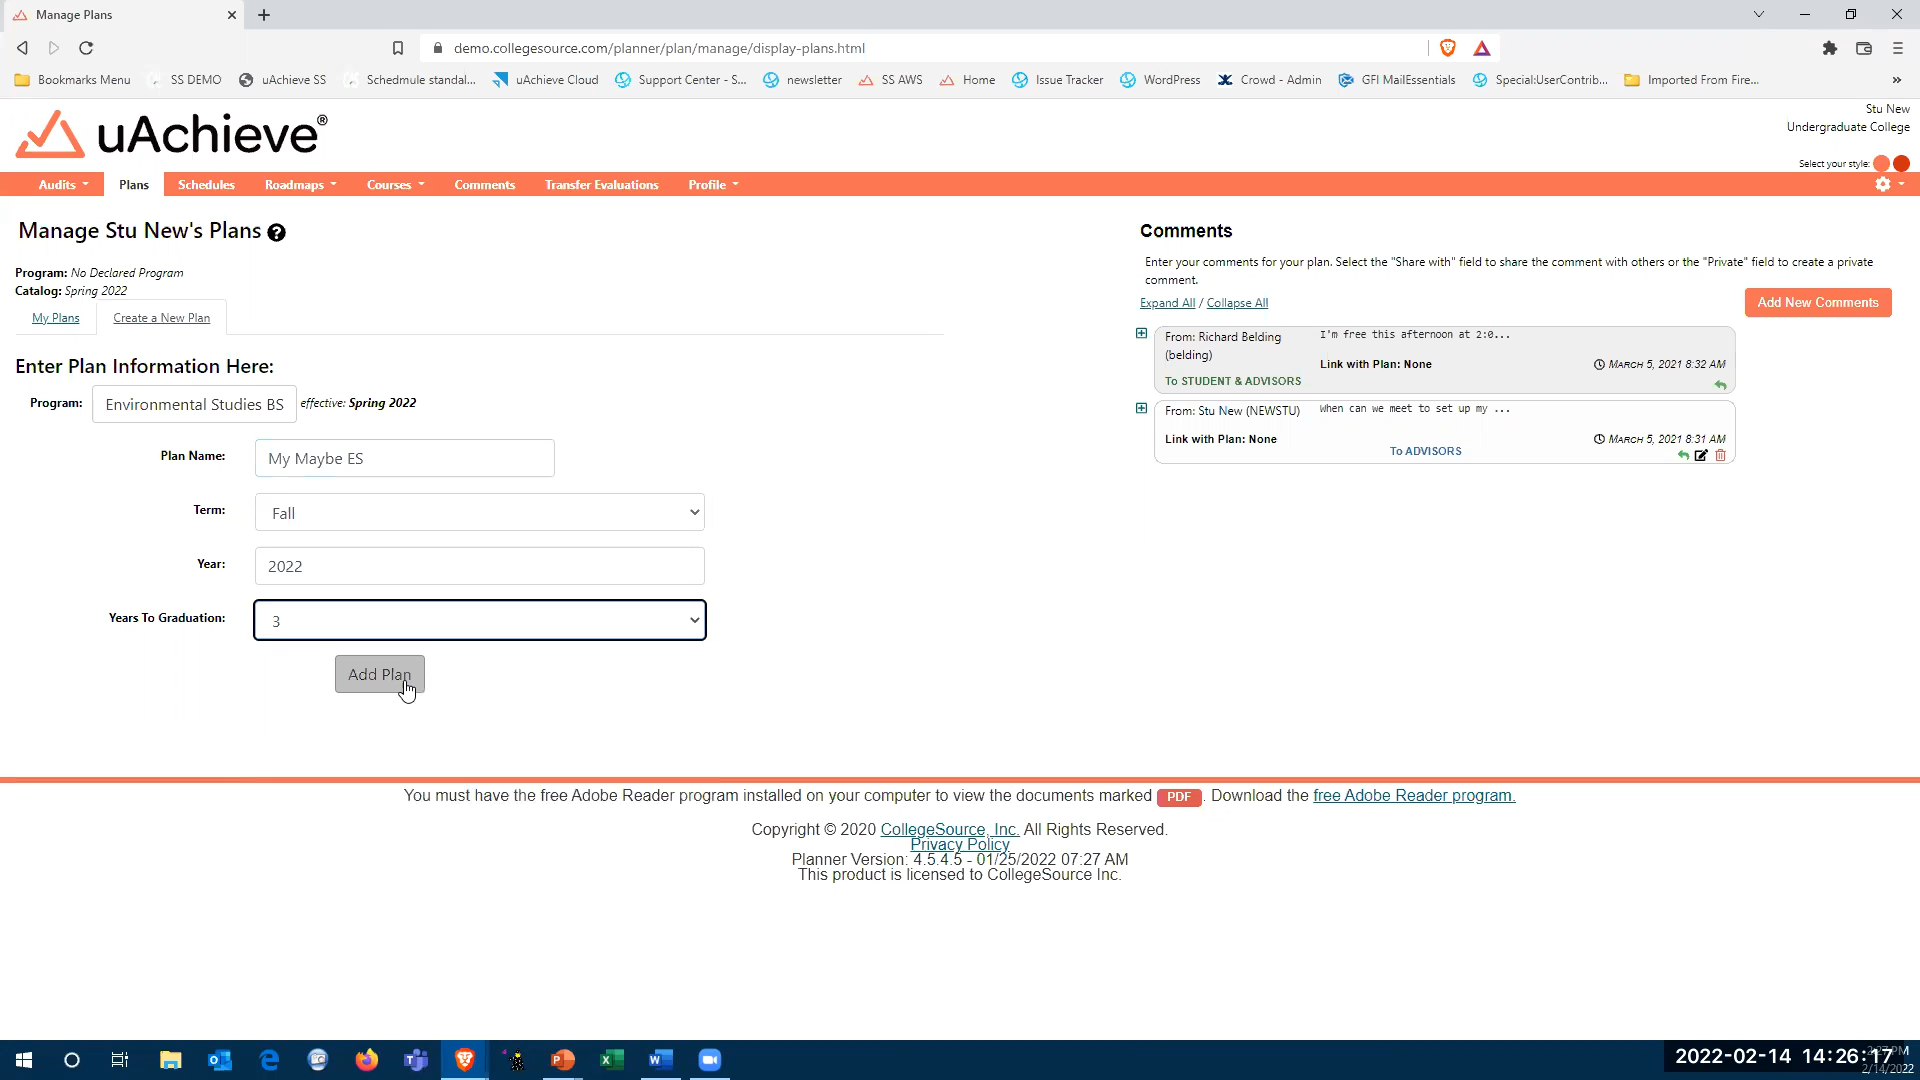 Manage Plans
demo.collegesource.com/planner/plan/manage/display-plans.html
Bookmarks Menu SS DEMO uAchieve SS Schedmule standal... uAchieve Cloud Support Center - S... newsletter SS AWS Home Issue Tracker WordPress Crowd - Admin GFI MailEssentials Special:UserContrib... Imported From Fire... »
uAchieve®
Stu New
Undergraduate College
Select your style:
Audits Plans Schedules Roadmaps Courses Comments Transfer Evaluations Profile
Manage Stu New's Plans
Program: No Declared Program
Catalog: Spring 2022
My Plans Create a New Plan
Enter Plan Information Here:
Program: Environmental Studies BS effective: Spring 2022
Plan Name: My Maybe ES
Term: Fall
Year: 2022
Years To Graduation: 3
Add Plan
Comments
Enter your comments for your plan. Select the "Share with" field to share the comment with others or the "Private" field to create a private
comment.
Expand All / Collapse All
Add New Comments
From: Richard Belding
(belding)
I'm free this afternoon at 2:0...
Link with Plan: None
MARCH 5, 2021 8:32 AM
To STUDENT & ADVISORS
From: Stu New (NEWSTU)
When can we meet to set up my ...
Link with Plan: None
MARCH 5, 2021 8:31 AM
To ADVISORS
You must have the free Adobe Reader program installed on your computer to view the documents marked PDF . Download the free Adobe Reader program.
Copyright © 2020 CollegeSource, Inc. All Rights Reserved.
Privacy Policy
Planner Version: 4.5.4.5 - 01/25/2022 07:27 AM
This product is licensed to CollegeSource Inc.
2022-02-14 14:26:17
2:27 PM
2/14/2022